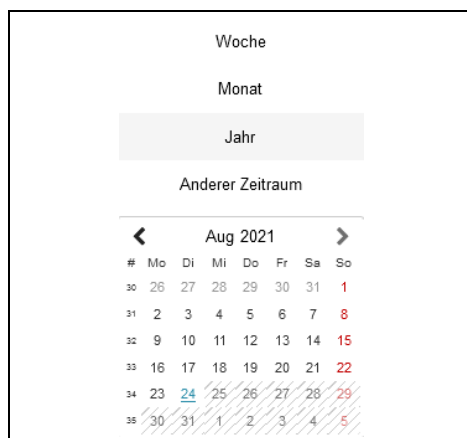 Woche
Monat
Jahr
Anderer Zeitraum
Aug 2021
# Mo Di Mi Do Fr Sa So
30 26 27 28 29 30 31 1
31 2 3 4 5 6 7 8
32 9 10 11 12 13 14 15
33 16 17 18 19 20 21 22
34 23 24 25 26 27 28 29
35 30 31 1 2 3 4 5